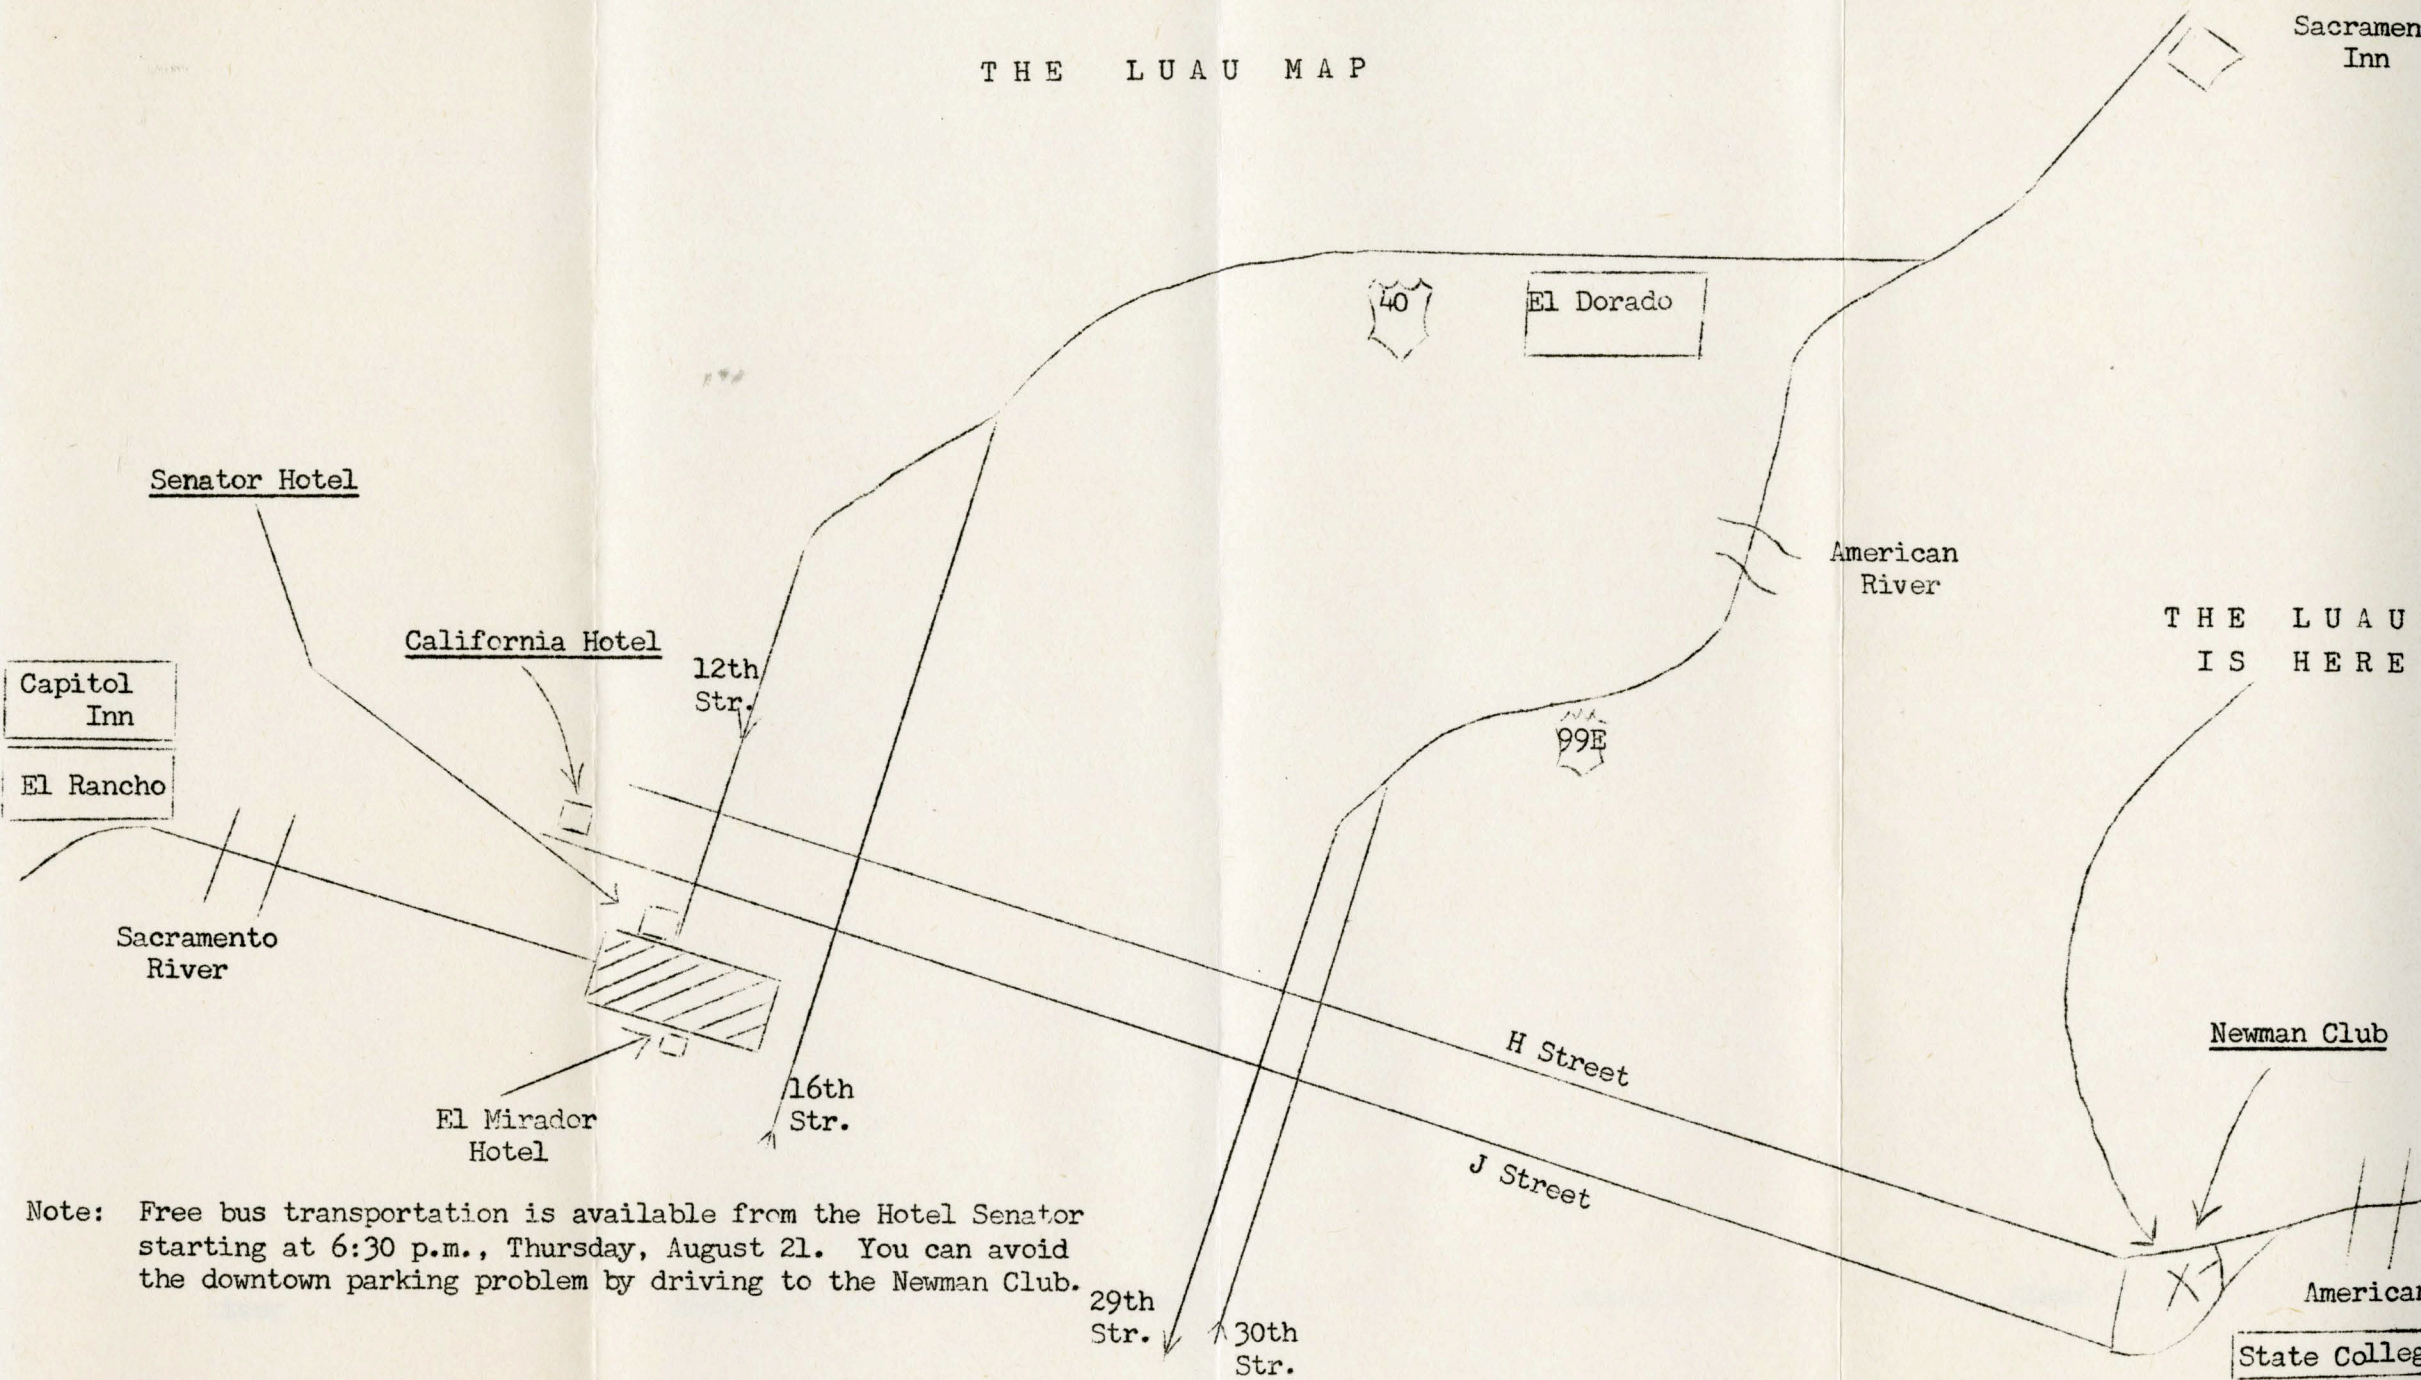 THE LUAU MAP
Sacramen
Inn
40
El Dorado
Senator Hotel
American
River
THE LUAU
IS HERE
California Hotel
12th
Str.
Capitol
Inn
99E
El Rancho
Sacramento
River
Newman Club
H Street
16th
Str.
El Mirador
Hotel
J Street
X
Note: Free bus transportation is available from the Hotel Senator
starting at 6:30 p.m., Thursday, August 21. You can avoid
the downtown parking problem by driving to the Newman Club.
29th
Str.
30th
Str.
American
State Colleg